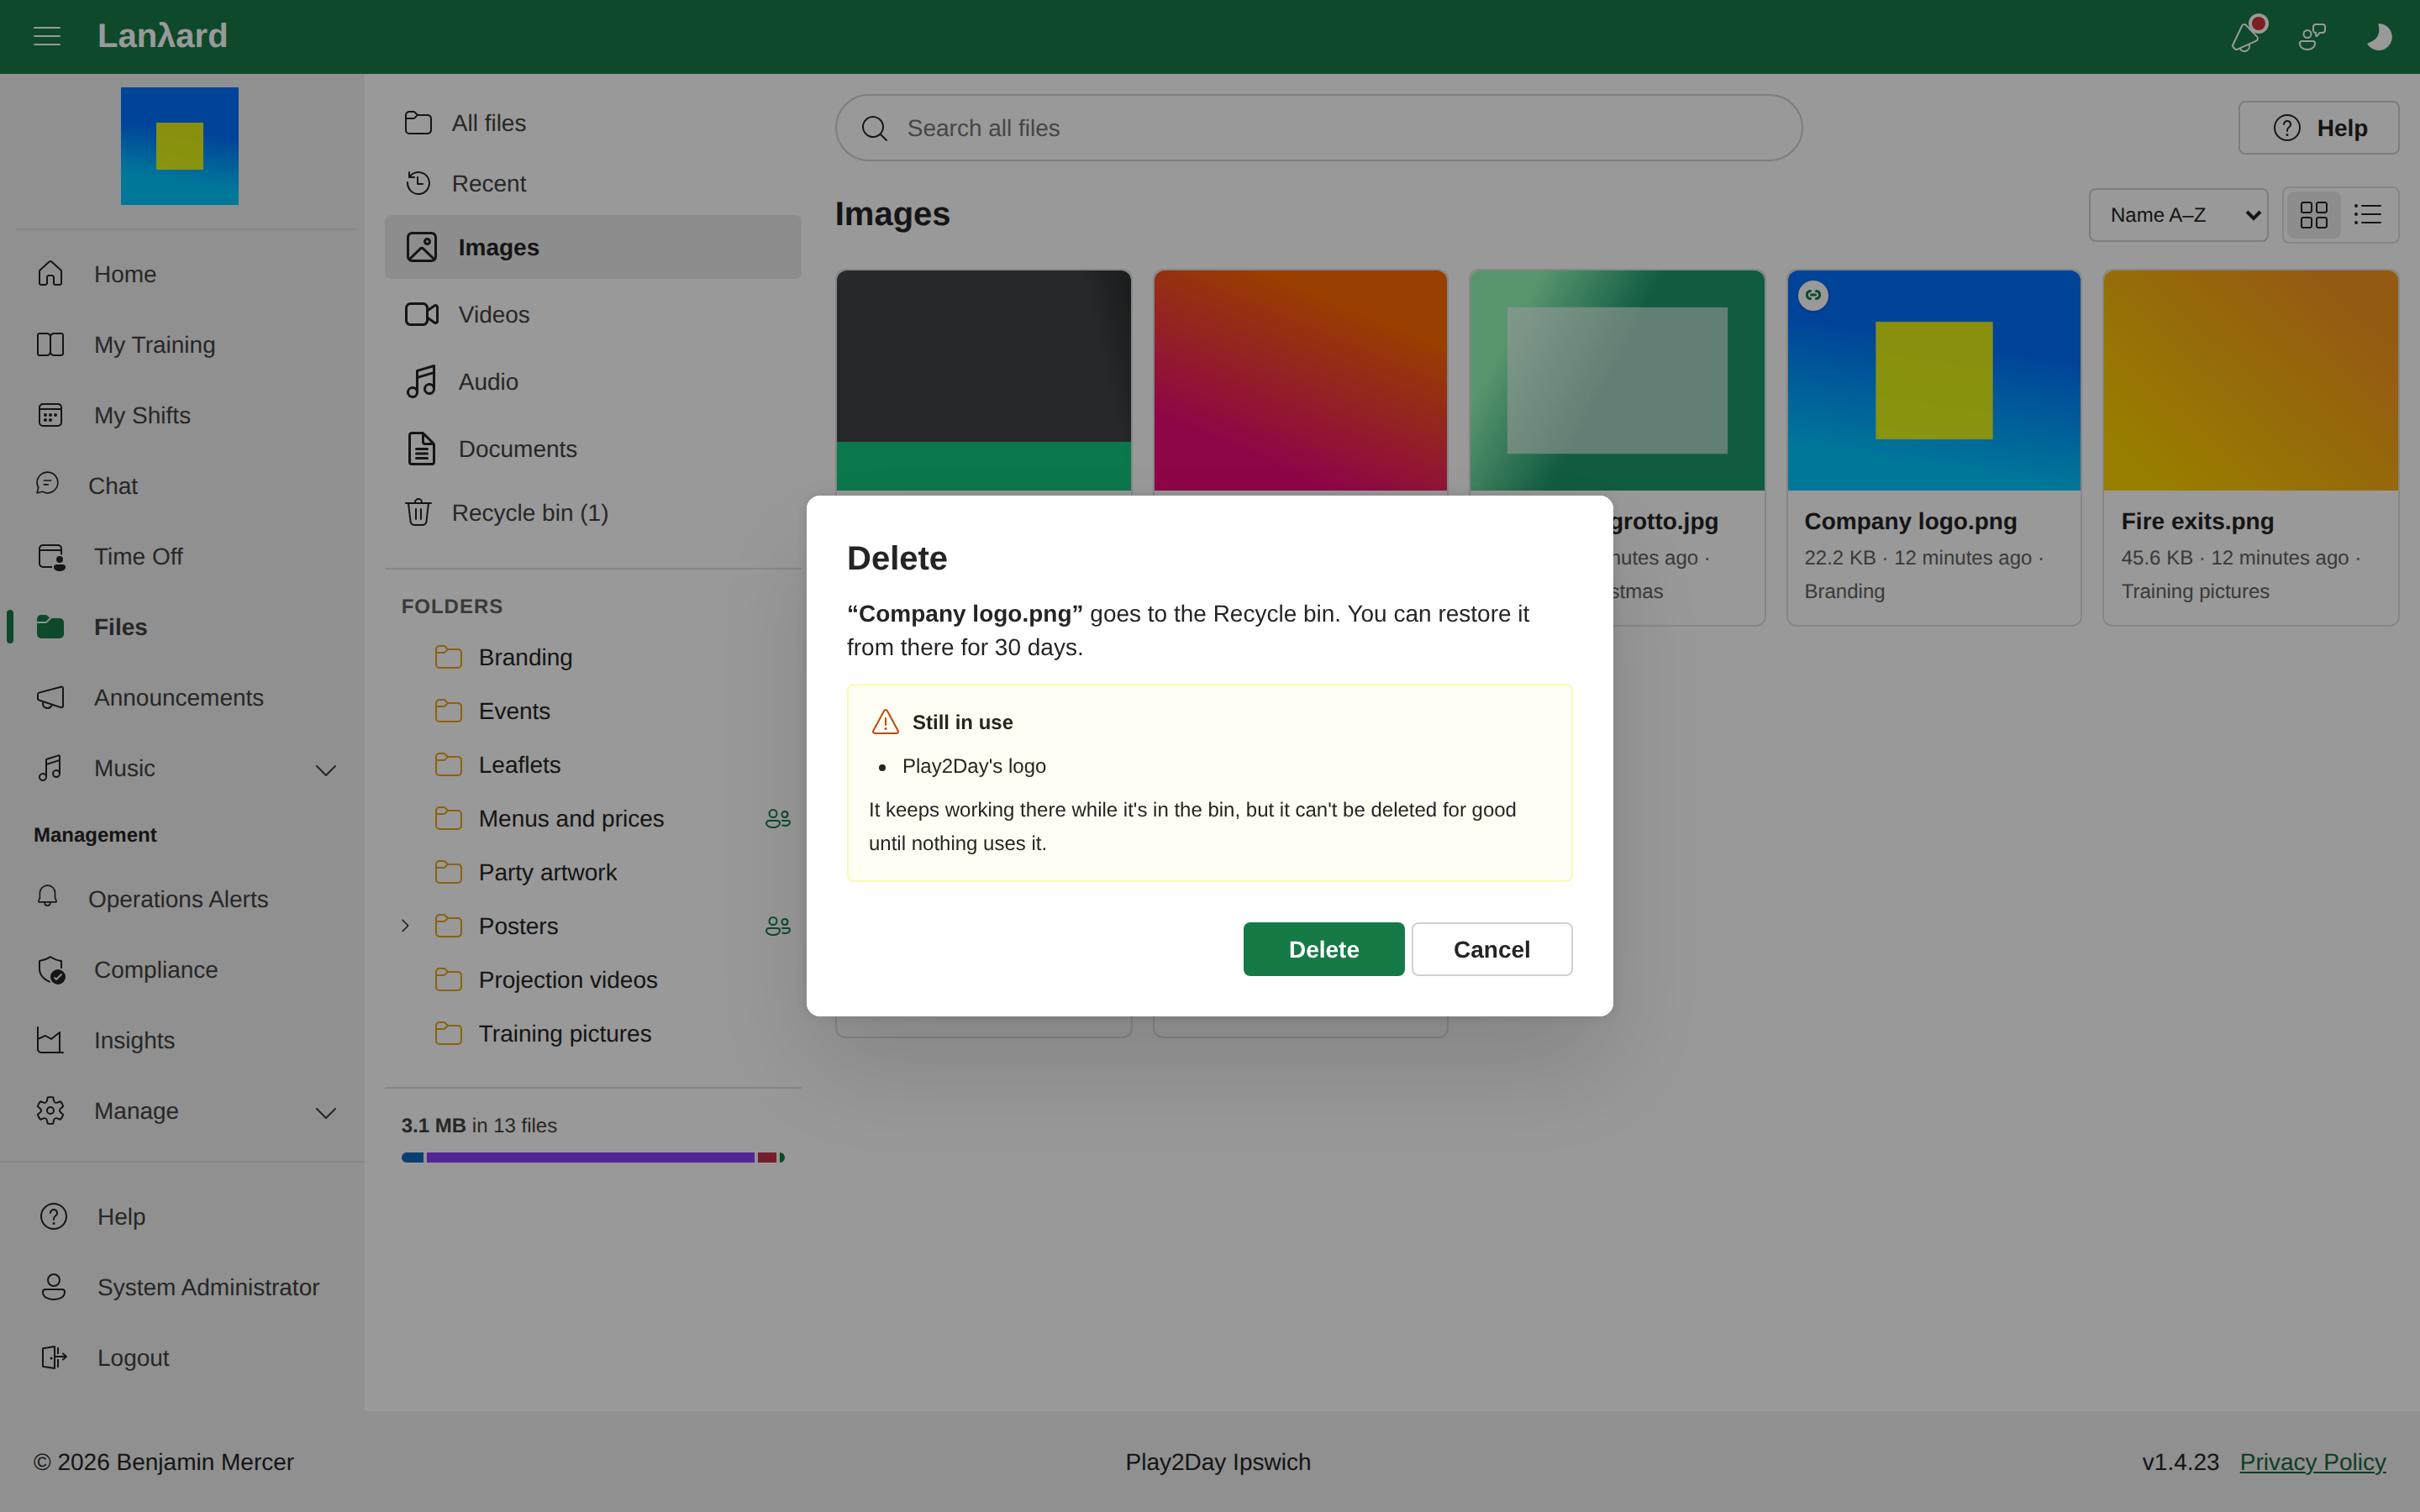 Lanλard
Home
My Training
My Shifts
Chat
Time Off
Files
Announcements
Music
Management
Operations Alerts
Compliance
Insights
Manage
Help
System Administrator
Logout
All files
Recent
Images
Videos
Audio
Documents
Recycle bin (1)
FOLDERS
Branding
Events
Leaflets
Menus and prices
Party artwork
Posters
Projection videos
Training pictures
3.1 MB in 13 files
Search all files
Help
Images
Name A–Z
grotto.jpg
ago ·
Company logo.png
22.2 KB · 12 minutes ago ·
Branding
Fire exits.png
45.6 KB · 12 minutes ago ·
Training pictures
Delete
“Company logo.png” goes to the Recycle bin. You can restore it
from there for 30 days.
Still in use
• Play2Day's logo
It keeps working there while it's in the bin, but it can't be deleted for good
until nothing uses it.
Delete
Cancel
© 2026 Benjamin Mercer
Play2Day Ipswich
v1.4.23 Privacy Policy